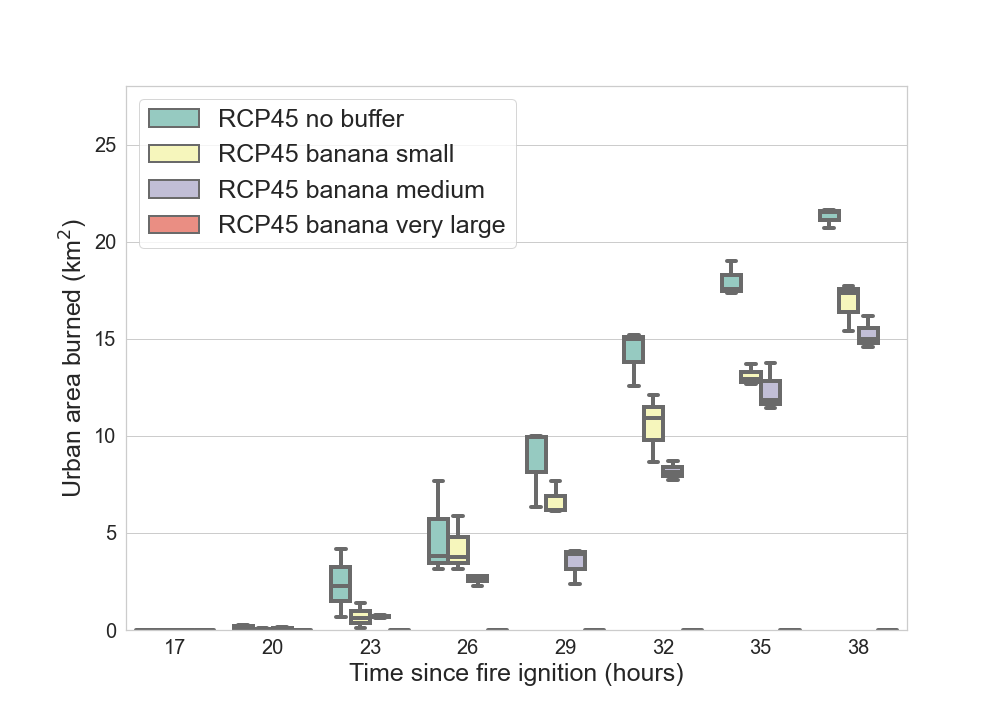 RCP45 no buffer
RCP45 banana small
RCP45 banana medium
RCP45 banana very large
Urban area burned (km²)
25
20
15
10
5
0
17 20 23 26 29 32 35 38
Time since fire ignition (hours)